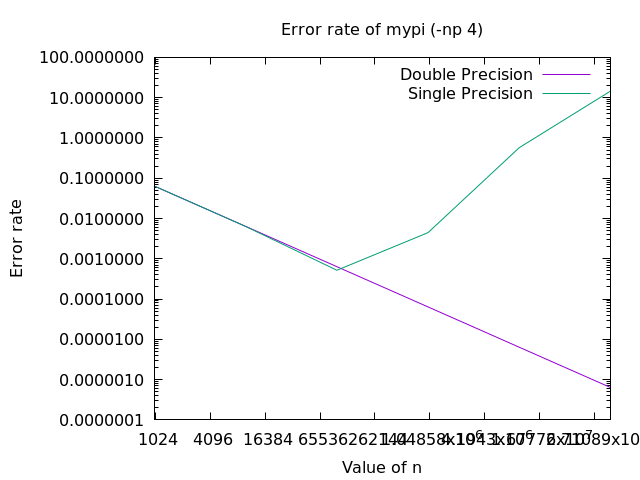 Error rate of mypi (-np 4)
100.0000000
10.0000000
1.0000000
0.1000000
0.0100000
0.0010000
0.0001000
0.0000100
0.0000010
0.0000001
Double Precision
Single Precision
Error rate
1024 4096 16384 65536
Value of n